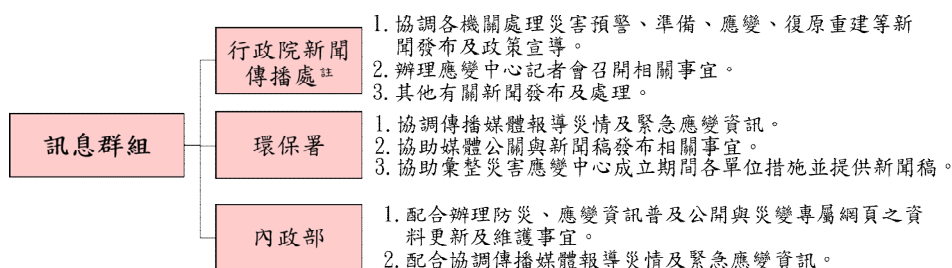 訊息群組
行政院新聞
傳播處註
1.協調各機關處理災害預警、準備、應變、復原重建等新
聞發布及政策宣導。
2.辦理應變中心記者會召開相關事宜。
3.其他有關新聞發布及處理。
環保署
1.協調傳播媒體報導災情及緊急應變資訊。
2.協助媒體公關與新聞稿發布相關事宜。
3.協助彙整災害應變中心成立期間各單位措施並提供新聞稿。
內政部
1.配合辦理防災、應變資訊普及公開與災變專屬網頁之資
料更新及維護事宜。
2.配合協調傳播媒體報導災情及緊急應變資訊。